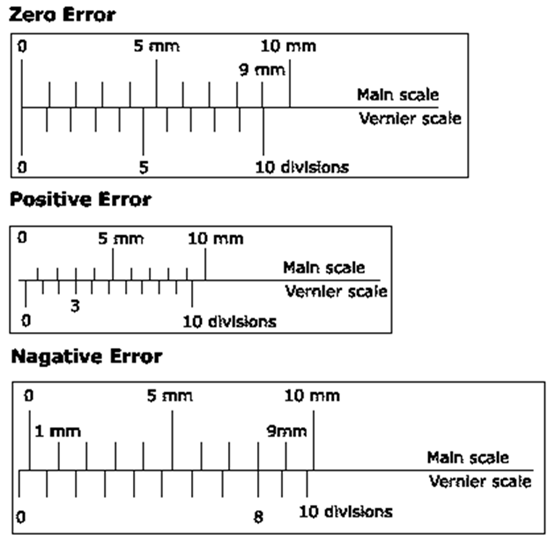 Zero Error
0 5 mm 10 mm
9 mm
Main scale
Vernier scale
0 5 10 divisions
Positive Error
0 5 mm 10 mm
Main scale
Vernier scale
3
0 10 divisions
Nagative Error
0 5 mm 10 mm
1 mm 9mm
Main scale
Vernier scale
0 8 10 divisions